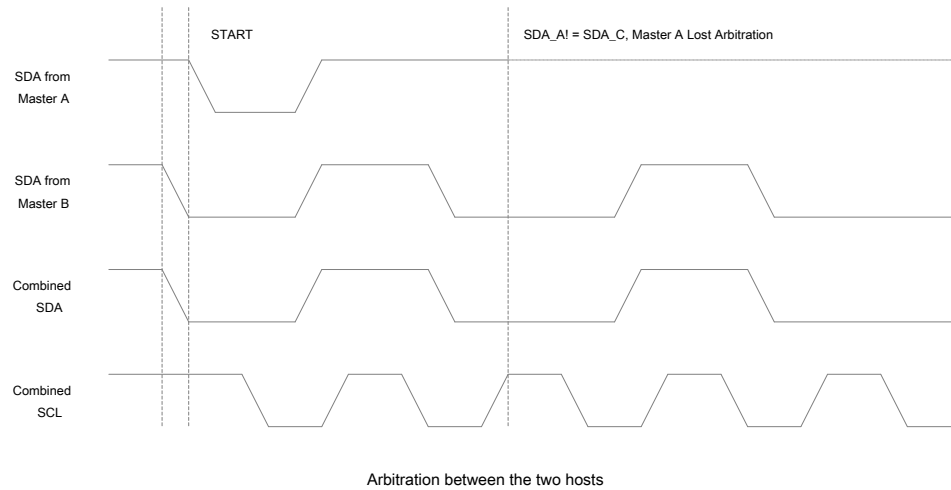 START
SDA_A! = SDA_C, Master A Lost Arbitration
SDA from
Master A
SDA from
Master B
Combined
SDA
Combined
SCL
Arbitration between the two hosts